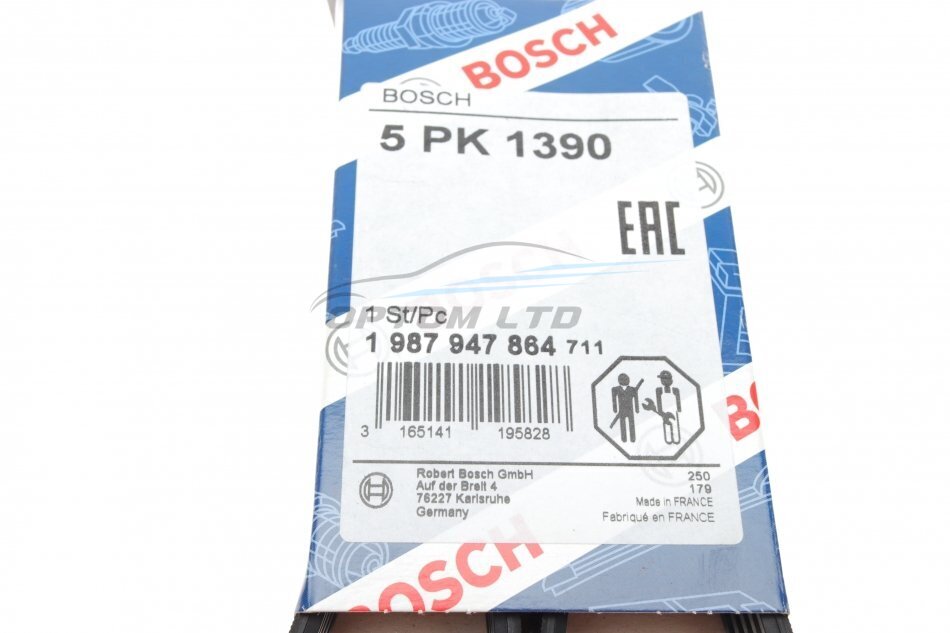 BOSCH
BOSCH
5 PK 1390
EAC
BOSCH
OPTOM LTD
1 St/Pc
1 987 947 864 711
3 165141 195828
Robert Bosch GmbH
Auf der Breit 4
76227 Karlsruhe
Germany
250
179
Made in FRANCE
Fabriqué en FRANCE
BOSCH
BOSCH